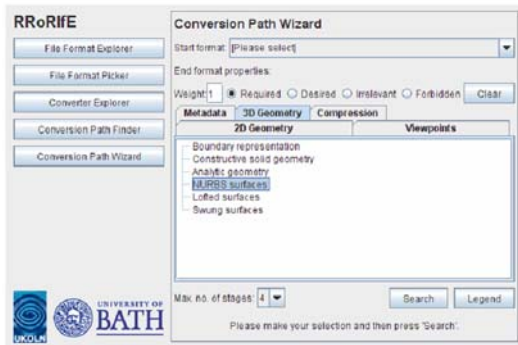 RRoRIfE
File Format Explorer
File Format Picker
Converter Explorer
Conversion Path Finder
Conversion Path Wizard
UKOLN
UNIVERSITY OF
BATH
Conversion Path Wizard
Start format: [Please select]
End format properties:
Weight: 1 Required Desired Irrelevant Forbidden Clear
Metadata 3D Geometry Compression
2D Geometry Viewpoints
Boundary representation
Constructive solid geometry
Analytic geometry
NURBS surfaces
Lofted surfaces
Swung surfaces
Max. no. of stages: 4 Search Legend
Please make your selection and then press 'Search'.